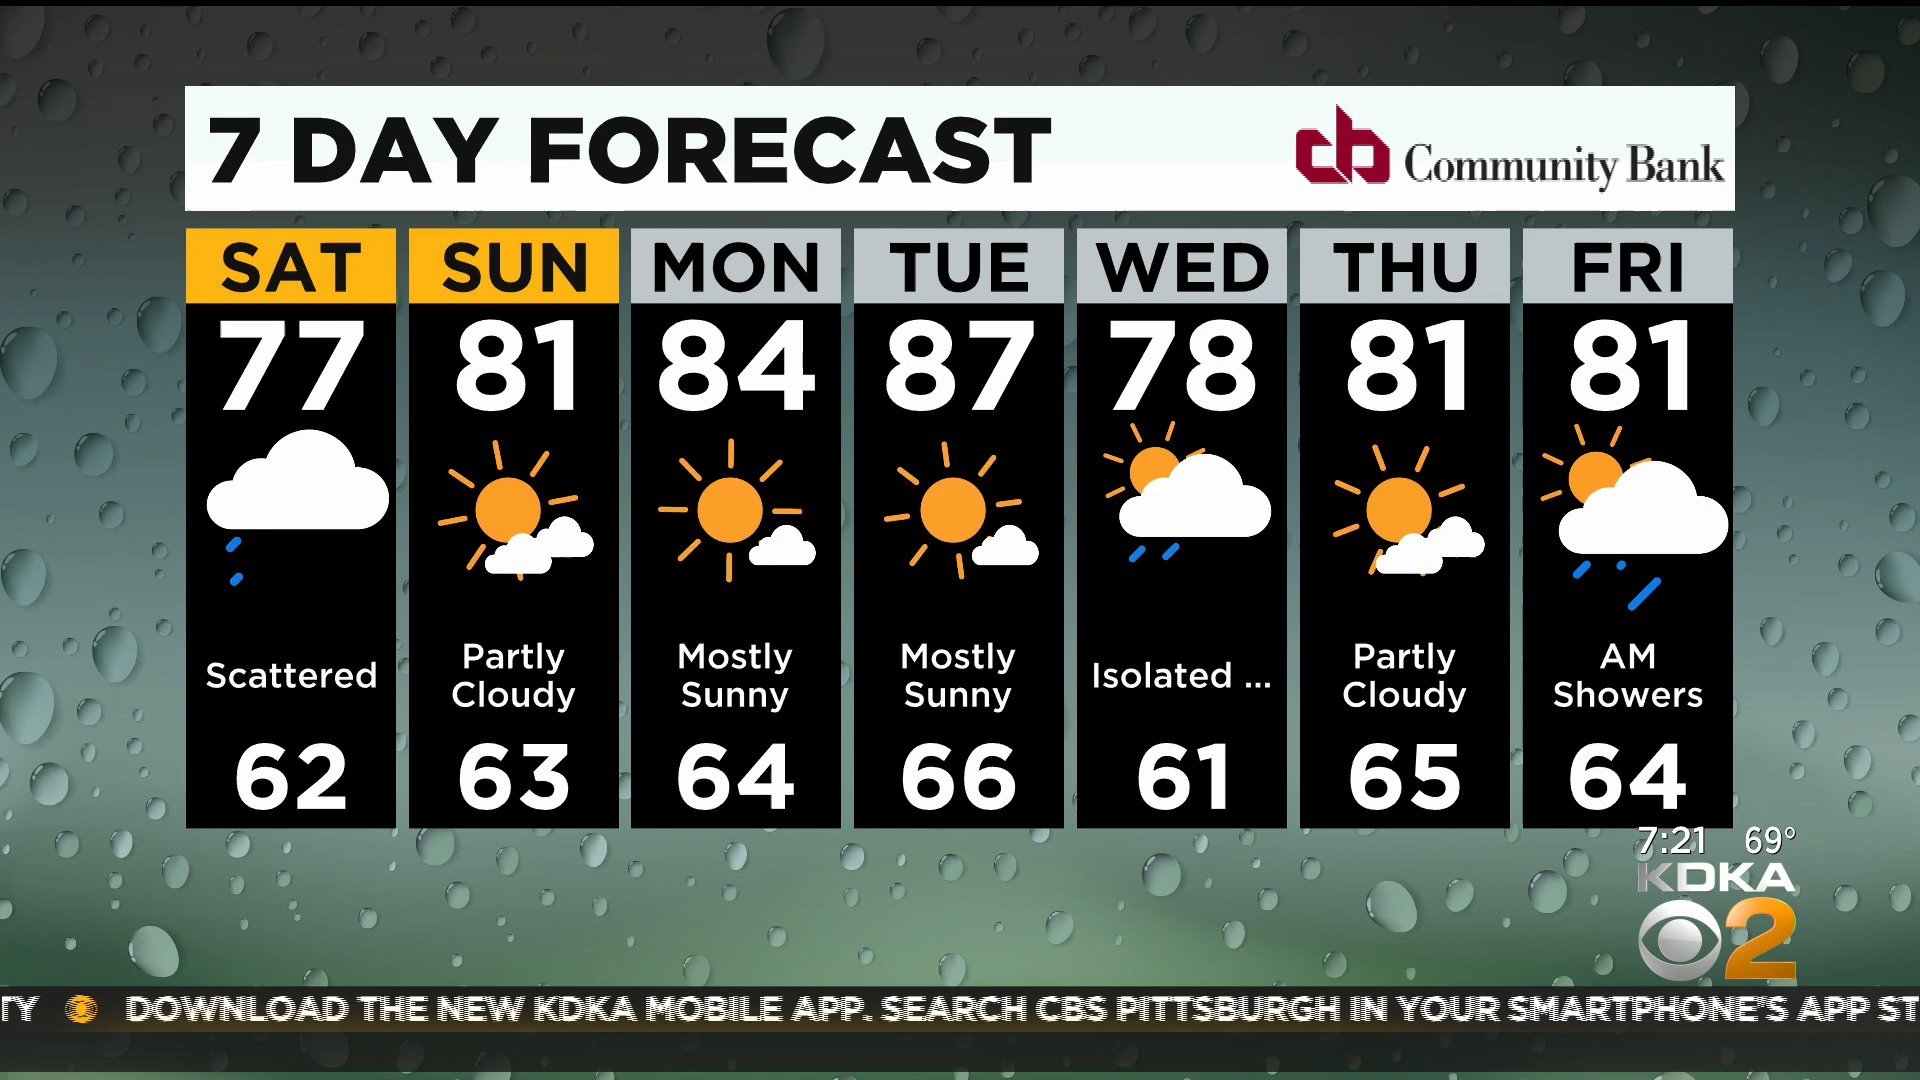 7 DAY FORECAST
cb Community Bank
SAT SUN MON TUE WED THU FRI
77 81 84 87 78 81 81
Scattered
Partly
Cloudy
Mostly
Sunny
Mostly
Sunny
Isolated ...
Partly
Cloudy
AM
Showers
62 63 64 66 61 65 64
7:21 69°
KDKA
2
TY DOWNLOAD THE NEW KDKA MOBILE APP. SEARCH CBS PITTSBURGH IN YOUR SMARTPHONE'S APP ST